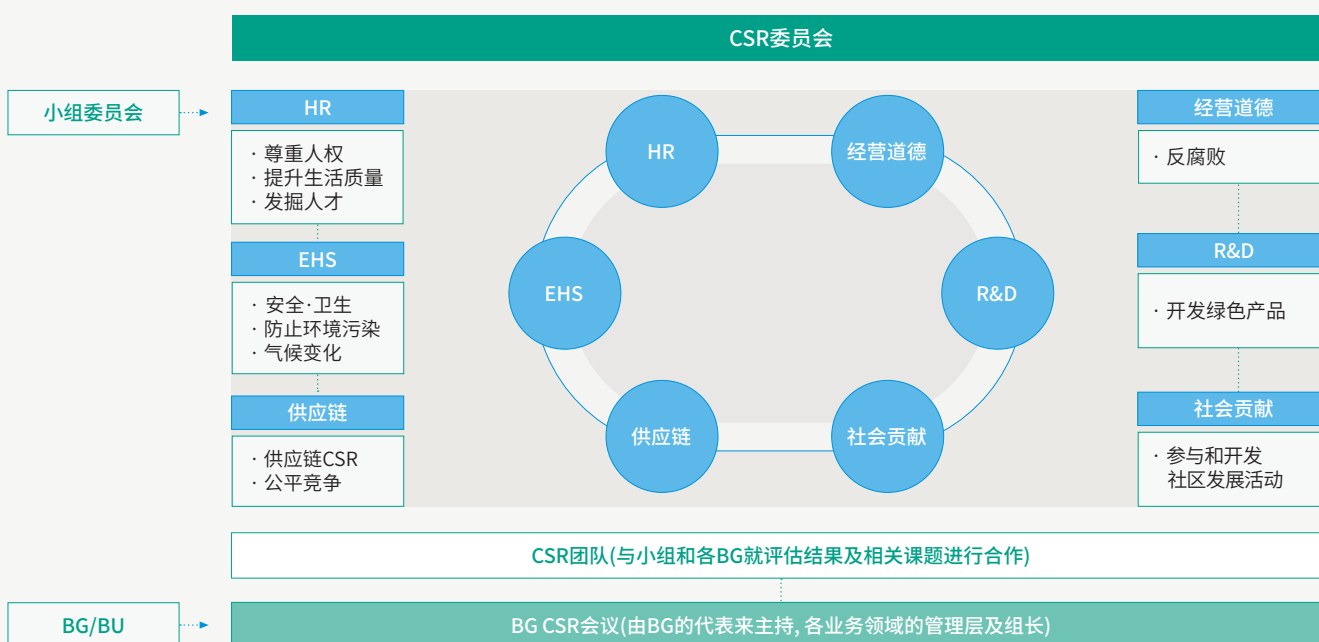 CSR委员会
小组委员会
HR
· 尊重人权
· 提升生活质量
· 发掘人才
EHS
· 安全·卫生
· 防止环境污染
· 气候变化
供应链
· 供应链CSR
· 公平竞争
HR
经营道德
EHS
R&D
供应链
社会贡献
经营道德
· 反腐败
R&D
· 开发绿色产品
社会贡献
· 参与和开发
社区发展活动
CSR团队(与小组和各BG就评估结果及相关课题进行合作)
BG/BU
BG CSR会议(由BG的代表来主持, 各业务领域的管理层及组长)